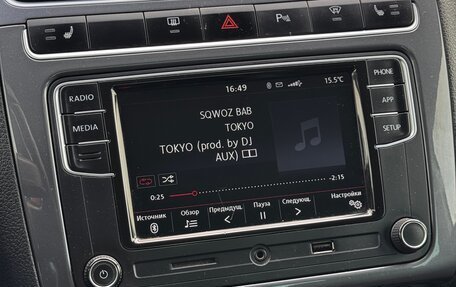 P
16:49
15.5°C
RADIO
MEDIA
PHONE
APP
SETUP
SQWOZ BAB
TOKYO
TOKYO (prod. by DJ
AUX) □□
0:25
-2:15
Источник
Обзор
Предыдущ.
Пауза
Следующ.
Настройки